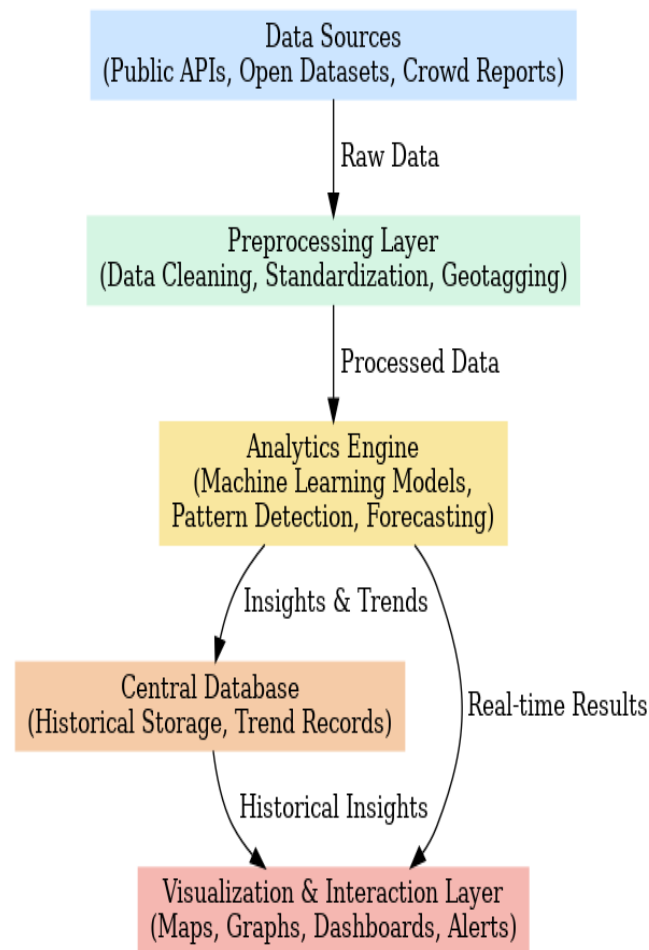 Data Sources
(Public APIs, Open Datasets, Crowd Reports)
Raw Data
Preprocessing Layer
(Data Cleaning, Standardization, Geotagging)
Processed Data
Analytics Engine
(Machine Learning Models,
Pattern Detection, Forecasting)
Insights & Trends
Central Database
(Historical Storage, Trend Records)
Real-time Results
Historical Insights
Visualization & Interaction Layer
(Maps, Graphs, Dashboards, Alerts)